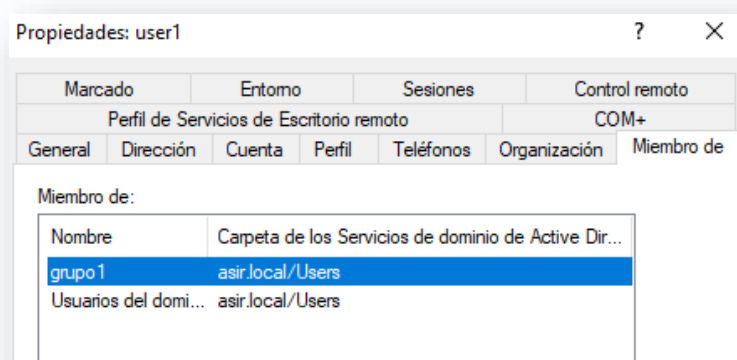 Propiedades: user1 ? ×
Marcado Entorno Sesiones Control remoto
Perfil de Servicios de Escritorio remoto COM+
General Dirección Cuenta Perfil Teléfonos Organización Miembro de
Miembro de:
Nombre Carpeta de los Servicios de dominio de Active Dir...
grupo1 asir.local/Users
Usuarios del domi... asir.local/Users